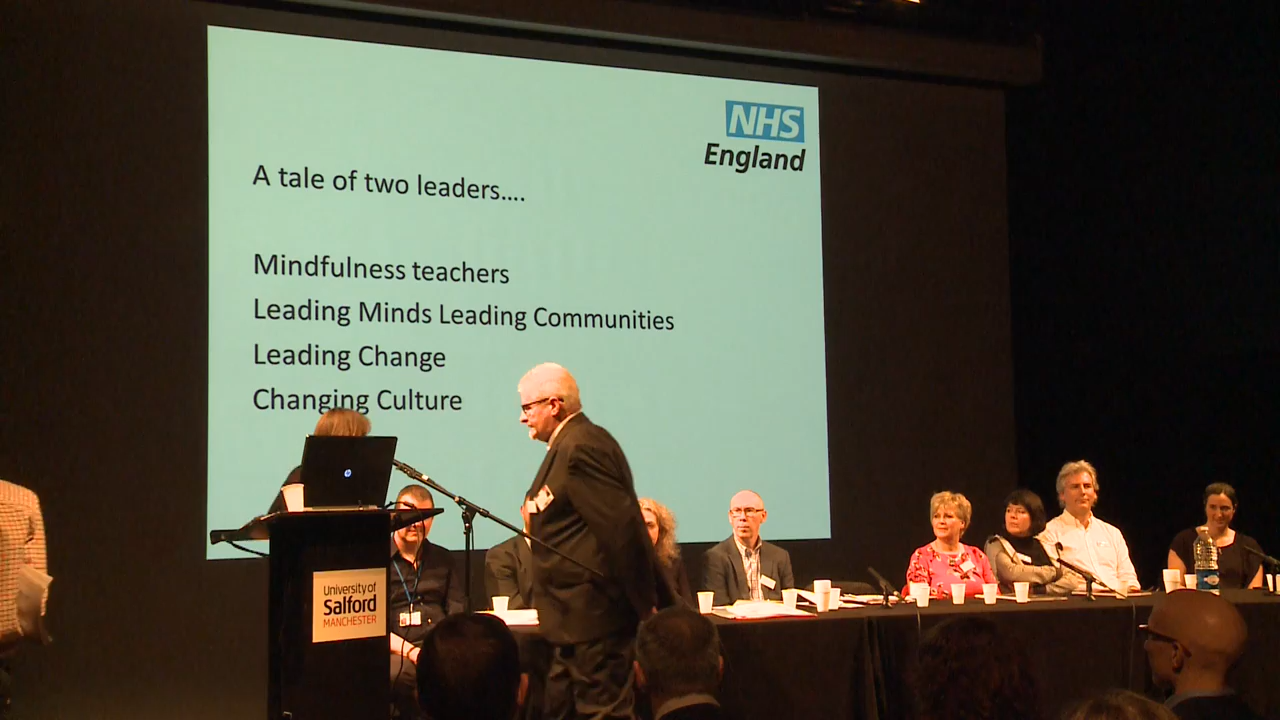 NHS
England
A tale of two leaders....
Mindfulness teachers
Leading Minds Leading Communities
Leading Change
Changing Culture
hp
University of
Salford
MANCHESTER